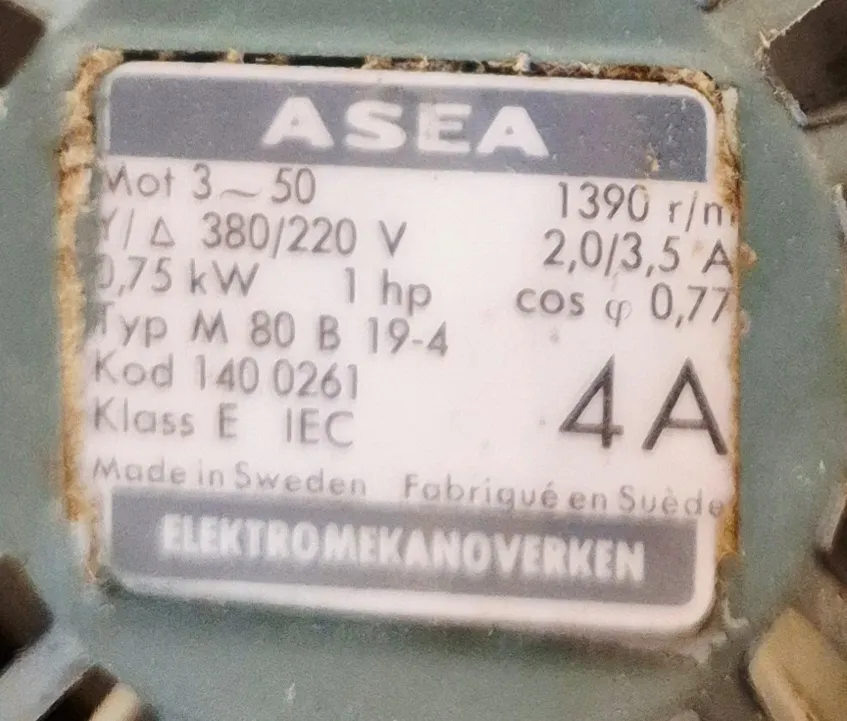 ASEA
Mot 3~50 1390 r/m
Y/Δ 380/220 V 2,0/3,5 A
0,75 kW 1 hp cos φ 0,77
Typ M 80 B 19-4
Kod 140 0261
Klass E IEC 4A
Made in Sweden Fabriqué en Suède
ELEKTROMEKANOVERKEN